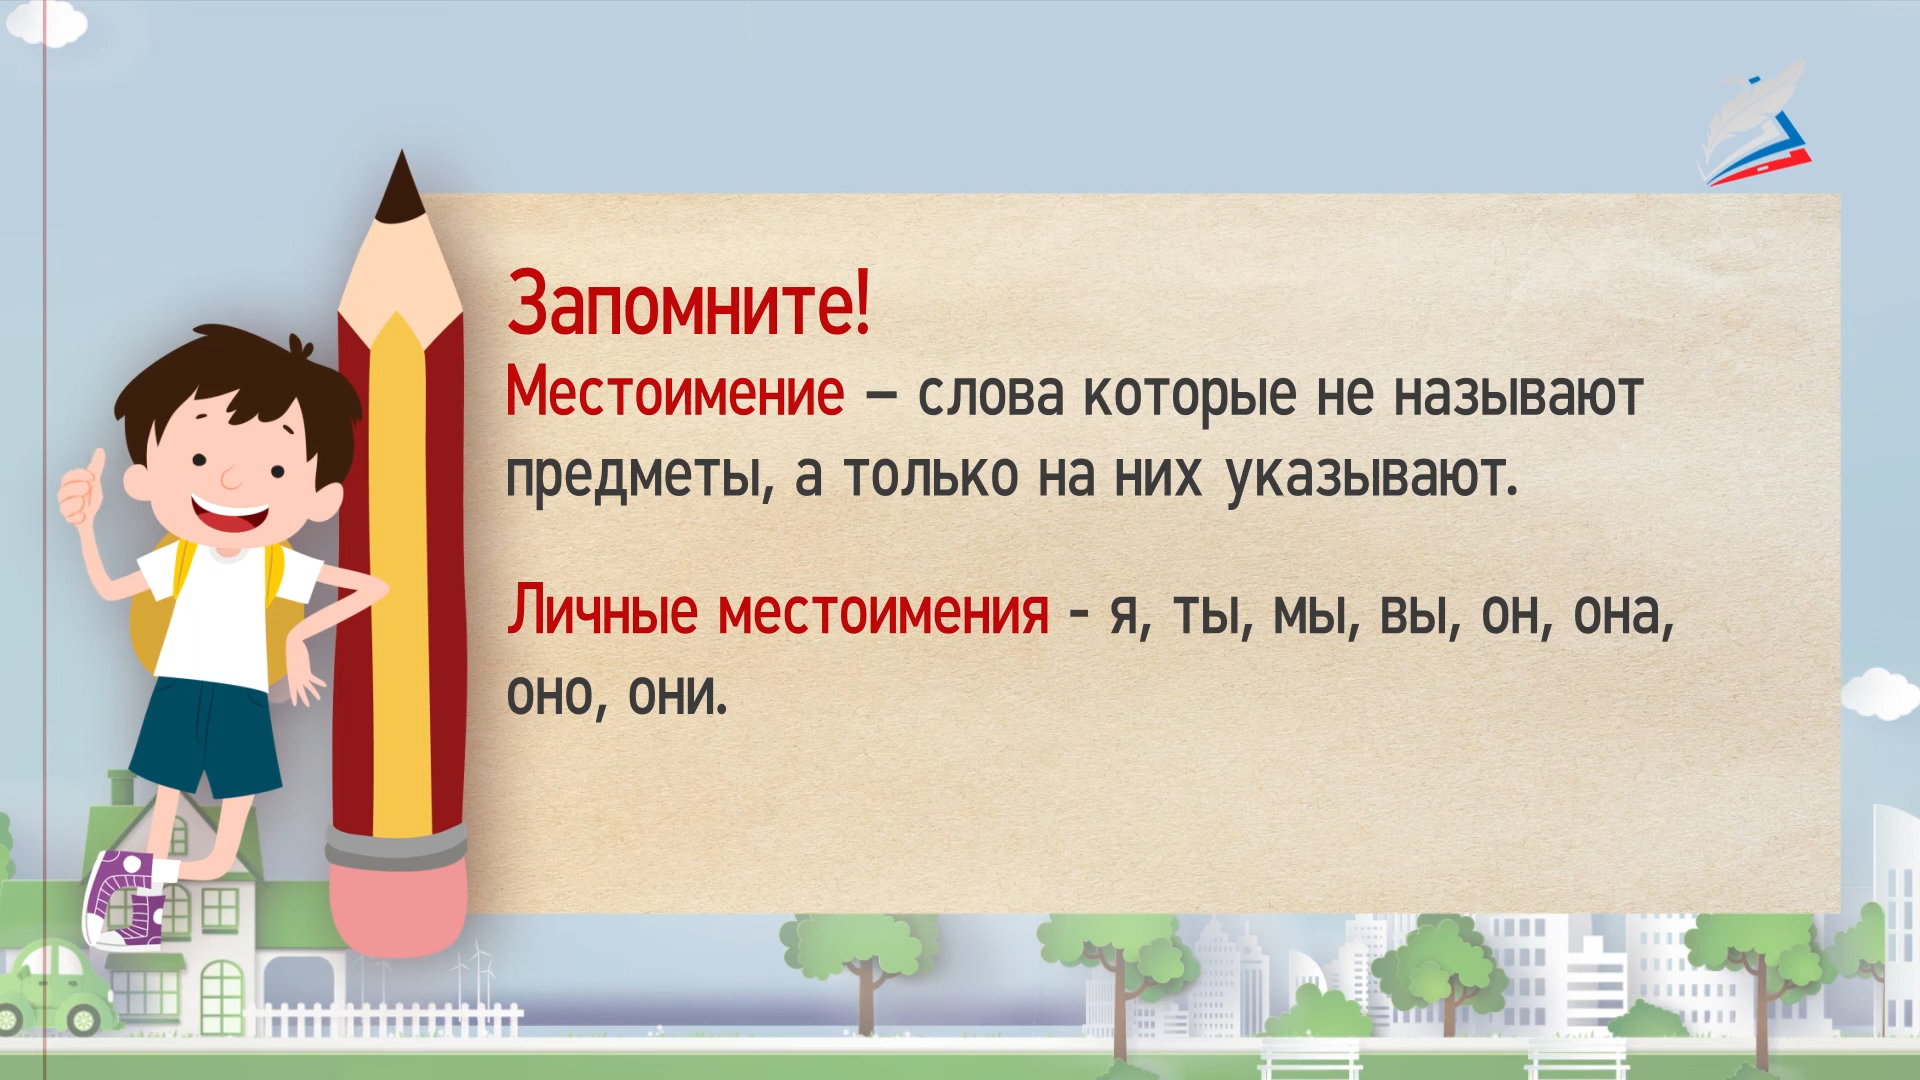 Запомните!
Местоимение – слова которые не называют
предметы, а только на них указывают.
Личные местоимения - я, ты, мы, вы, он, она,
оно, они.